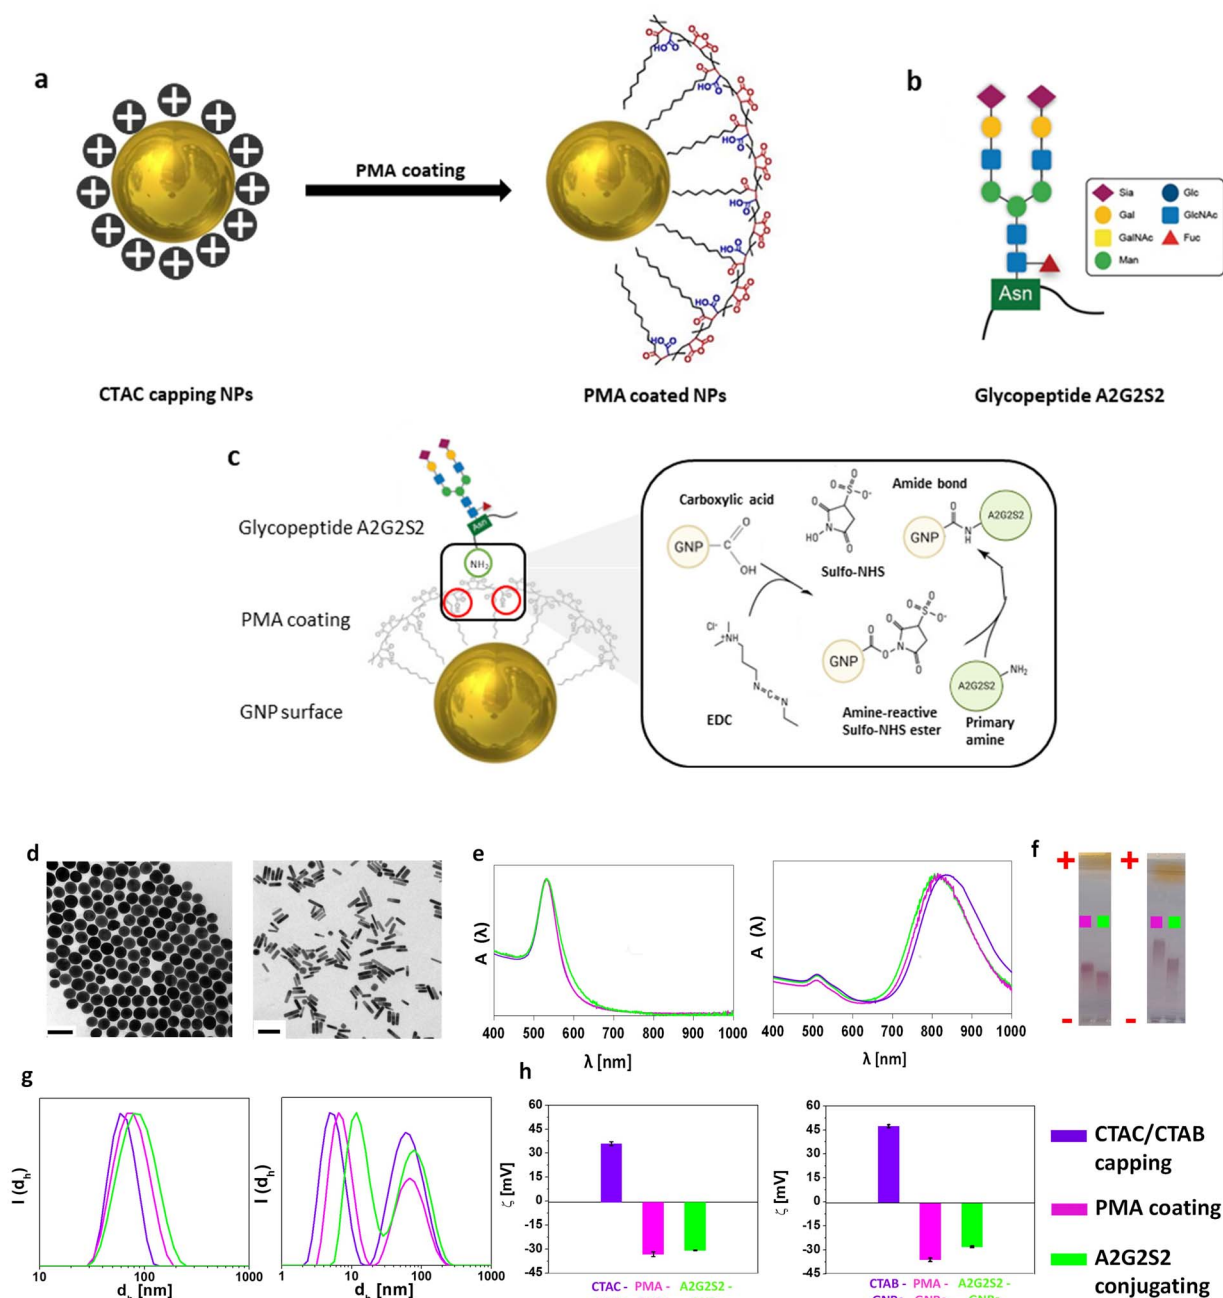 a
PMA coating
CTAC capping NPs
PMA coated NPs
b
Sia
Glc
Gal
GlcNAc
GalNAc
Fuc
Man
Asn
Glycopeptide A2G2S2
c
Glycopeptide A2G2S2
Asn
NH2
PMA coating
GNP surface
Carboxylic acid
GNP
C
O
OH
HO
N
O
O
S
O
O
O-
Sulfo-NHS
Amide bond
GNP
O
C
N
H
A2G2S2
Cl-
NH
+
N=C=N
EDC
GNP
O
C
O
N
O
O
S
O
O
O-
Amine-reactive
Sulfo-NHS ester
A2G2S2
NH2
Primary
amine
d
e
A (λ)
400 500 600 700 800 900 1000
λ [nm]
A (λ)
400 500 600 700 800 900 1000
λ [nm]
f
+
-
+
-
g
I (dh)
10 100 1000
dh [nm]
I (dh)
1 10 100 1000
dh [nm]
h
ζ [mV]
60
45
30
15
0
-15
-30
-45
CTAC - PMA - A2G2S2 -
ζ [mV]
60
45
30
15
0
-15
-30
-45
CTAB - PMA - A2G2S2 -
CTAC/CTAB
capping
PMA coating
A2G2S2
conjugating